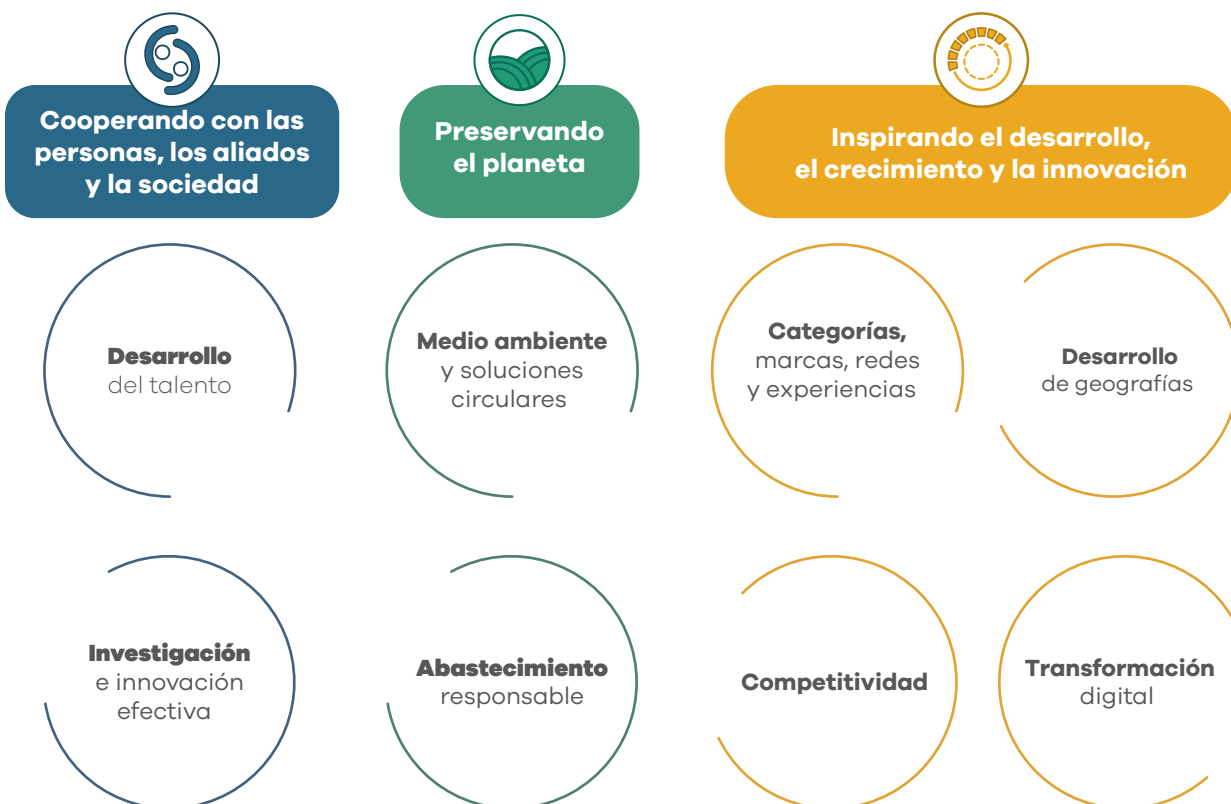 Cooperando con las
personas, los aliados
y la sociedad
Preservando
el planeta
Inspirando el desarrollo,
el crecimiento y la innovación
Desarrollo
del talento
Medio ambiente
y soluciones
circulares
Categorías,
marcas, redes
y experiencias
Desarrollo
de geografías
Investigación
e innovación
efectiva
Abastecimiento
responsable
Competitividad
Transformación
digital